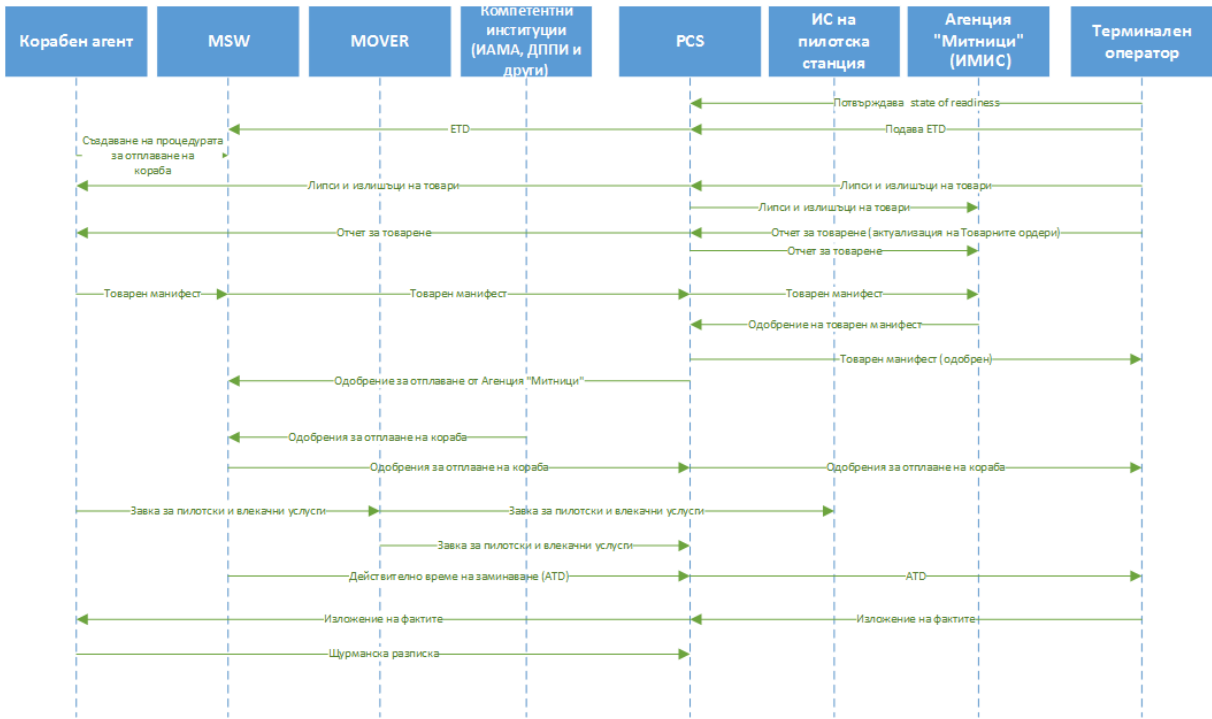 Корабен агент
MSW
MOVER
Компетентни
институции
(ИАМА, ДППИ и
други)
PCS
ИС на
пилотска
станция
Агенция
"Митници"
(ИМИС)
Терминален
оператор
Потвърждава state of readiness
ETD
Подава ETD
Създаване на процедурата
за отплаване на
кораба
Липси и излишъци на товари
Липси и излишъци на товари
Липси и излишъци на товари
Отчет за товарене
Отчет за товарене (актуализация на Товарните ордери)
Отчет за товарене
Товарен манифест
Товарен манифест
Товарен манифест
Одобрение на товарен манифест
Товарен манифест (одобрен)
Одобрение за отплаване от Агенция "Митници"
Одобрения за отплаане на кораба
Одобрения за отплаане на кораба
Одобрения за отплаане на кораба
Завка за пилотски и влекачни услусги
Завка за пилотски и влекачни услусги
Завка за пилотски и влекачни услусги
Действително време на заминаване (ATD)
ATD
Изложение на фактите
Изложение на фактите
Щурманска разписка